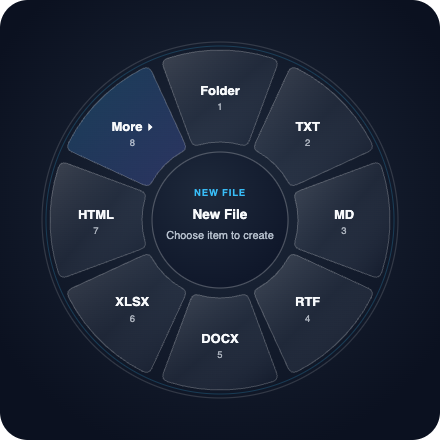 Folder
1
TXT
2
MD
3
RTF
4
DOCX
5
XLSX
6
HTML
7
More
8
NEW FILE
New File
Choose item to create